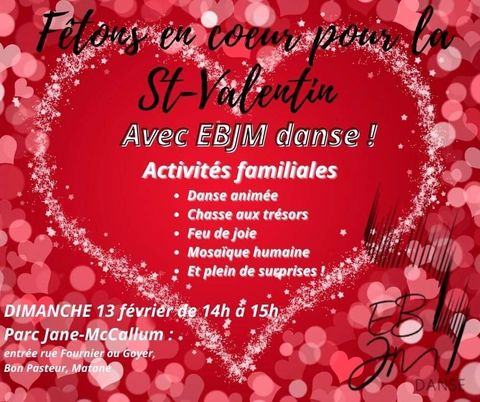 Fêtons en coeur pour la
St-Valentin
Avec EBJM danse !
Activités familiales
• Danse animée
• Chasse aux trésors
• Feu de joie
• Mosaïque humaine
• Et plein de surprises !
DIMANCHE 13 février de 14h à 15h
Parc Jane-McCallum :
entrée rue Fournier ou Goyer,
Bon Pasteur, Matane
EB
JM
DANSE